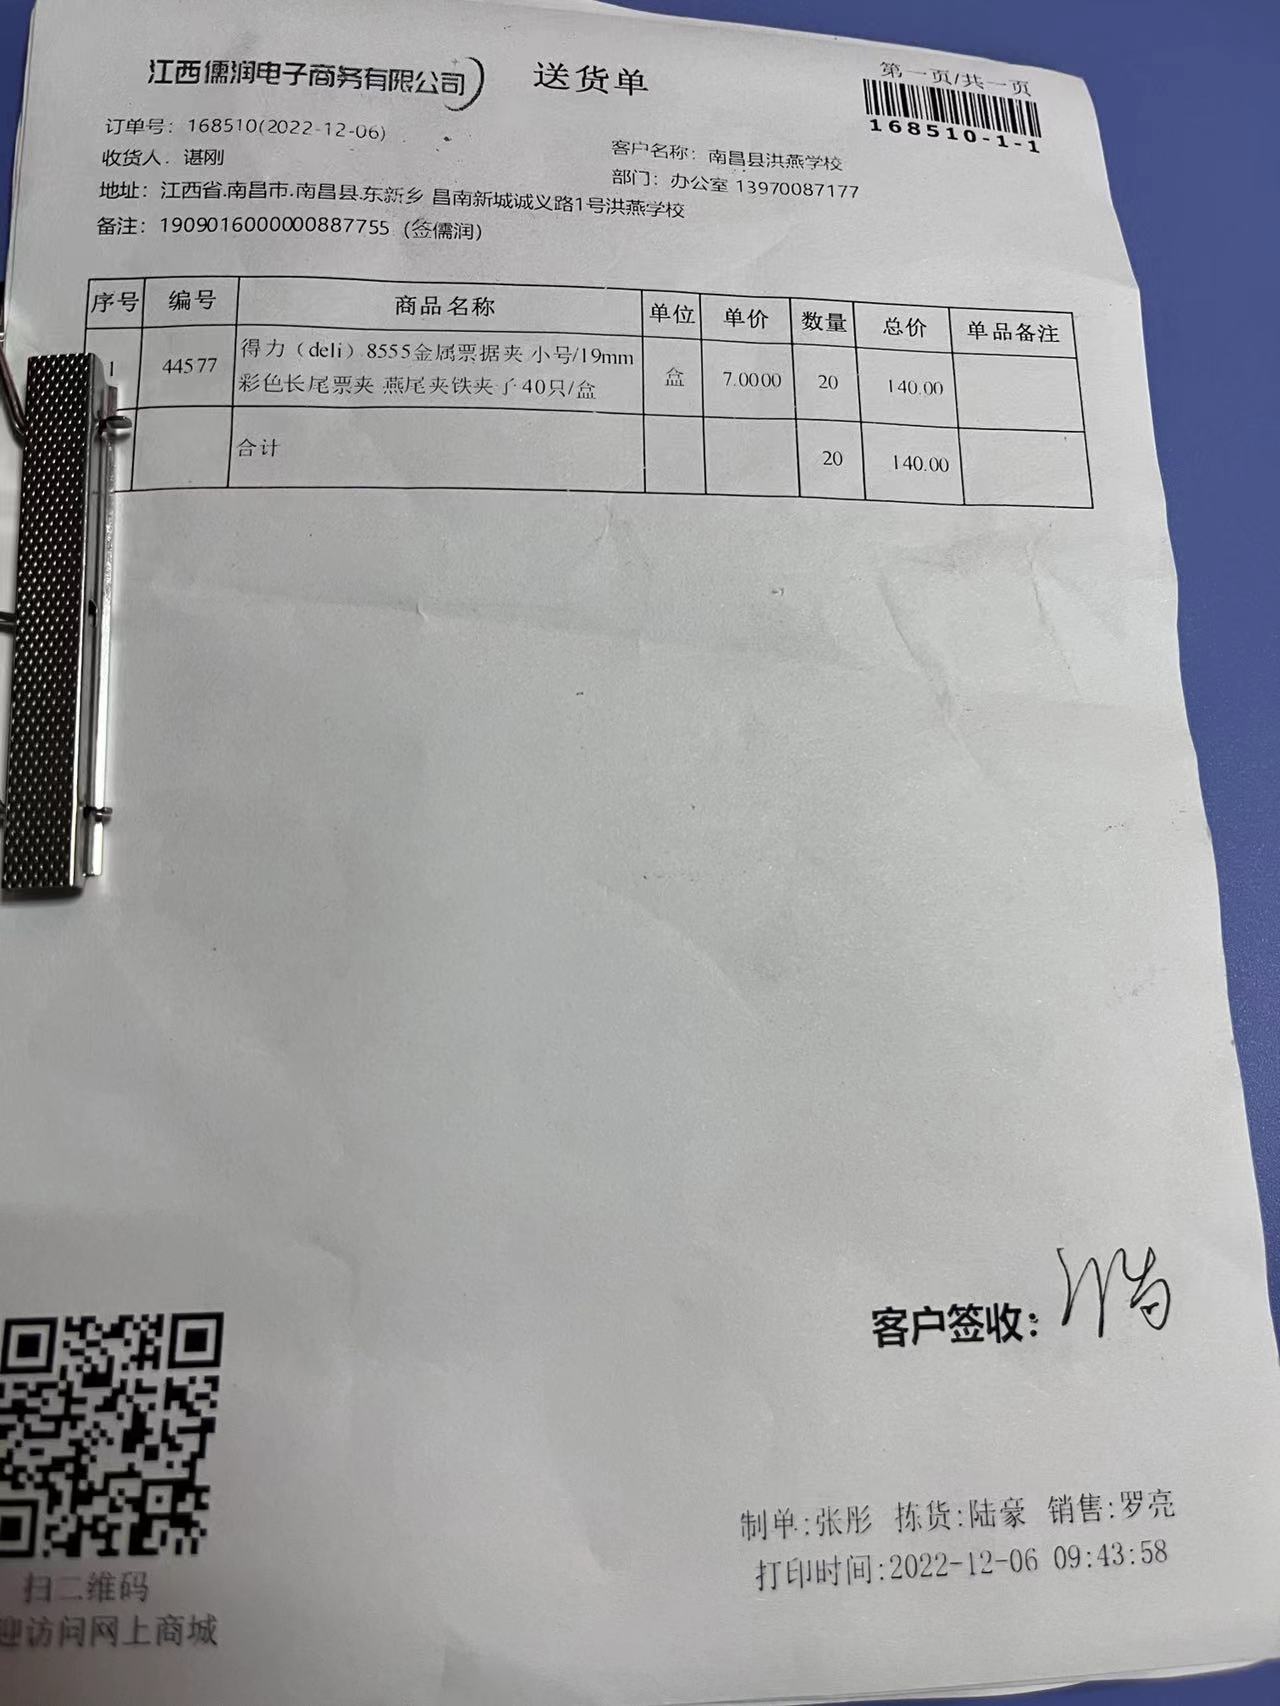 江西儒润电子商务有限公司 送货单 第一页/共一页
168510-1-1
订单号：168510(2022-12-06)
收货人：谌刚 客户名称：南昌县洪燕学校
部门：办公室 13970087177
地址：江西省.南昌市.南昌县.东新乡 昌南新城诚义路1号洪燕学校
备注：1909016000000887755（签儒润）
序号 编号 商品名称 单位 单价 数量 总价 单品备注
1 44577 得力（deli）8555金属票据夹 小号/19mm 盒 7.0000 20 140.00
彩色长尾票夹 燕尾夹铁夹子 40只/盒
合计 20 140.00
客户签收：
制单:张彤 拣货:陆豪 销售:罗亮
打印时间:2022-12-06 09:43:58
扫二维码
迎访问网上商城